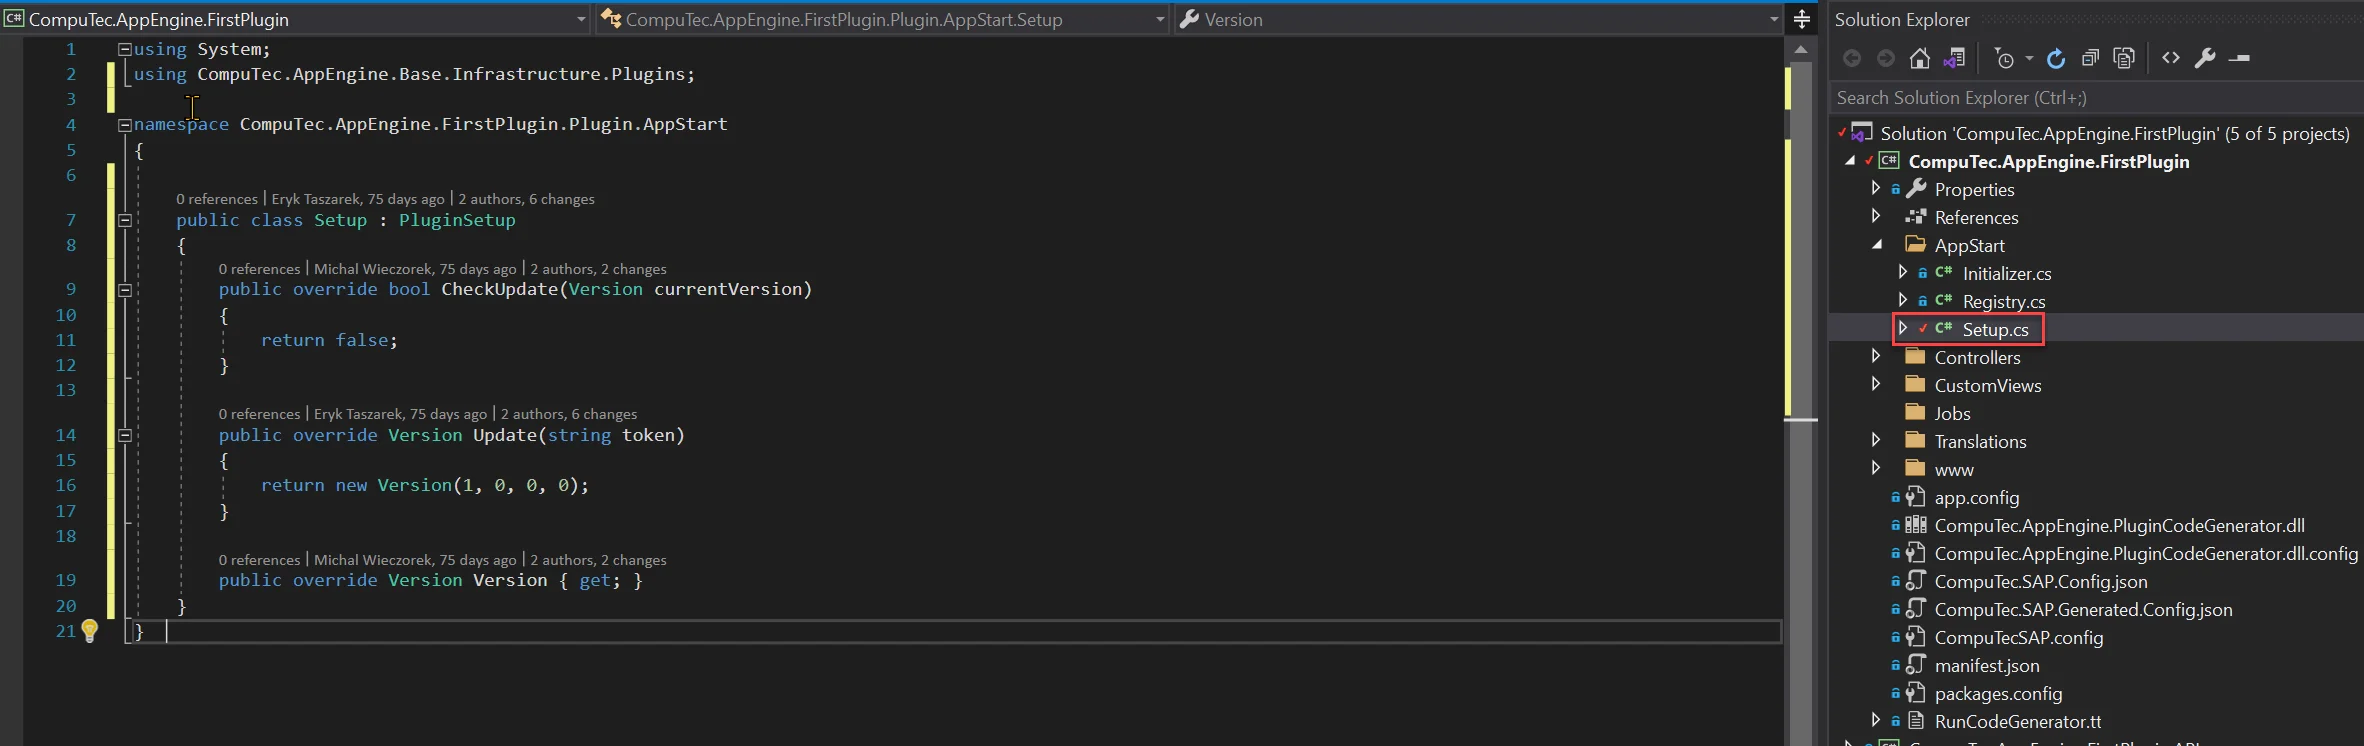 C# CompuTec.AppEngine.FirstPlugin
CompuTec.AppEngine.FirstPlugin.Plugin.AppStart.Setup
Version
1 using System;
2 using CompuTec.AppEngine.Base.Infrastructure.Plugins;
3
4 namespace CompuTec.AppEngine.FirstPlugin.Plugin.AppStart
5 {
6
0 references | Eryk Taszarek, 75 days ago | 2 authors, 6 changes
7 public class Setup : PluginSetup
8 {
0 references | Michal Wieczorek, 75 days ago | 2 authors, 2 changes
9 public override bool CheckUpdate(Version currentVersion)
10 {
11 return false;
12 }
13
0 references | Eryk Taszarek, 75 days ago | 2 authors, 6 changes
14 public override Version Update(string token)
15 {
16 return new Version(1, 0, 0, 0);
17 }
18
0 references | Michal Wieczorek, 75 days ago | 2 authors, 2 changes
19 public override Version Version { get; }
20 }
21 }
Solution Explorer
Search Solution Explorer (Ctrl+;)
Solution 'CompuTec.AppEngine.FirstPlugin' (5 of 5 projects)
C# CompuTec.AppEngine.FirstPlugin
Properties
References
AppStart
C# Initializer.cs
C# Registry.cs
C# Setup.cs
Controllers
CustomViews
Jobs
Translations
www
app.config
CompuTec.AppEngine.PluginCodeGenerator.dll
CompuTec.AppEngine.PluginCodeGenerator.dll.config
CompuTec.SAP.Config.json
CompuTec.SAP.Generated.Config.json
CompuTecSAP.config
manifest.json
packages.config
RunCodeGenerator.tt